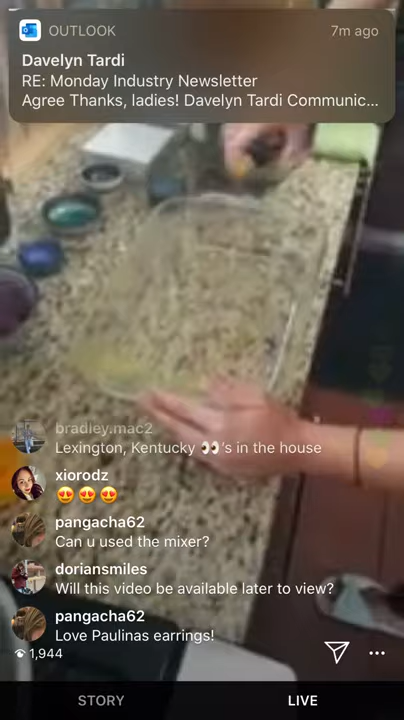 OUTLOOK 7m ago
Davelyn Tardi
RE: Monday Industry Newsletter
Agree Thanks, ladies! Davelyn Tardi Communic...
bradley.mac2
Lexington, Kentucky 👀's in the house
xiorodz
😍 😍 😍
pangacha62
Can u used the mixer?
doriansmiles
Will this video be available later to view?
pangacha62
Love Paulinas earrings!
1,944
STORY LIVE